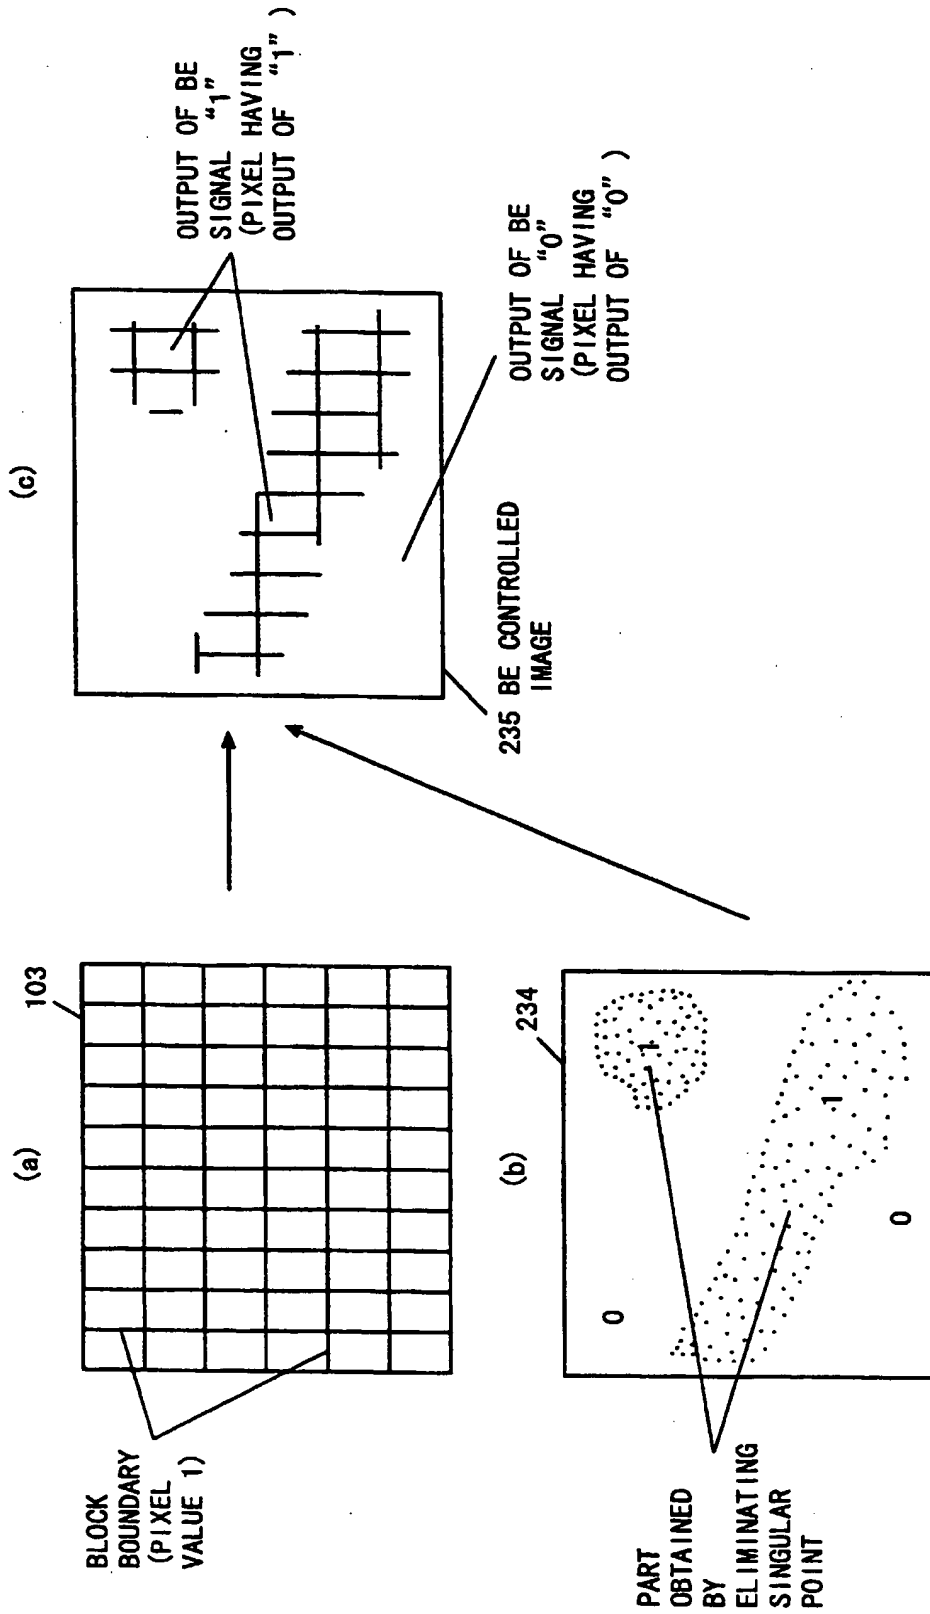 (a)
103
BLOCK
BOUNDARY
(PIXEL
VALUE 1)
(b)
234
0
1
1
0
PART
OBTAINED
BY
ELIMINATING
SINGULAR
POINT
(c)
OUTPUT OF BE
SIGNAL "1"
(PIXEL HAVING
OUTPUT OF "1" )
OUTPUT OF BE
SIGNAL "0"
(PIXEL HAVING
OUTPUT OF "0" )
235 BE CONTROLLED
IMAGE